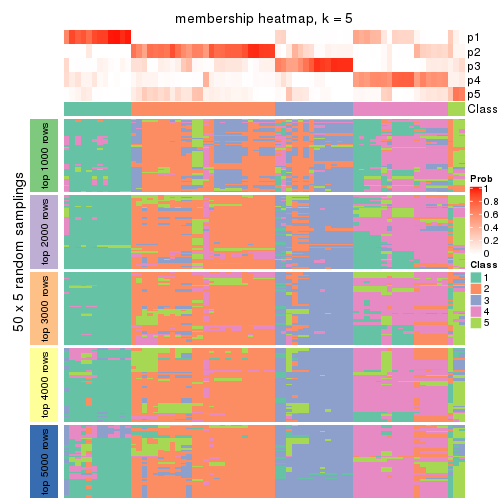 membership heatmap, k = 5
p1
p2
p3
p4
p5
Class
50 x 5 random samplings
top 1000 rows
top 2000 rows
top 3000 rows
top 4000 rows
top 5000 rows
Prob
1
0.8
0.6
0.4
0.2
0
Class
1
2
3
4
5